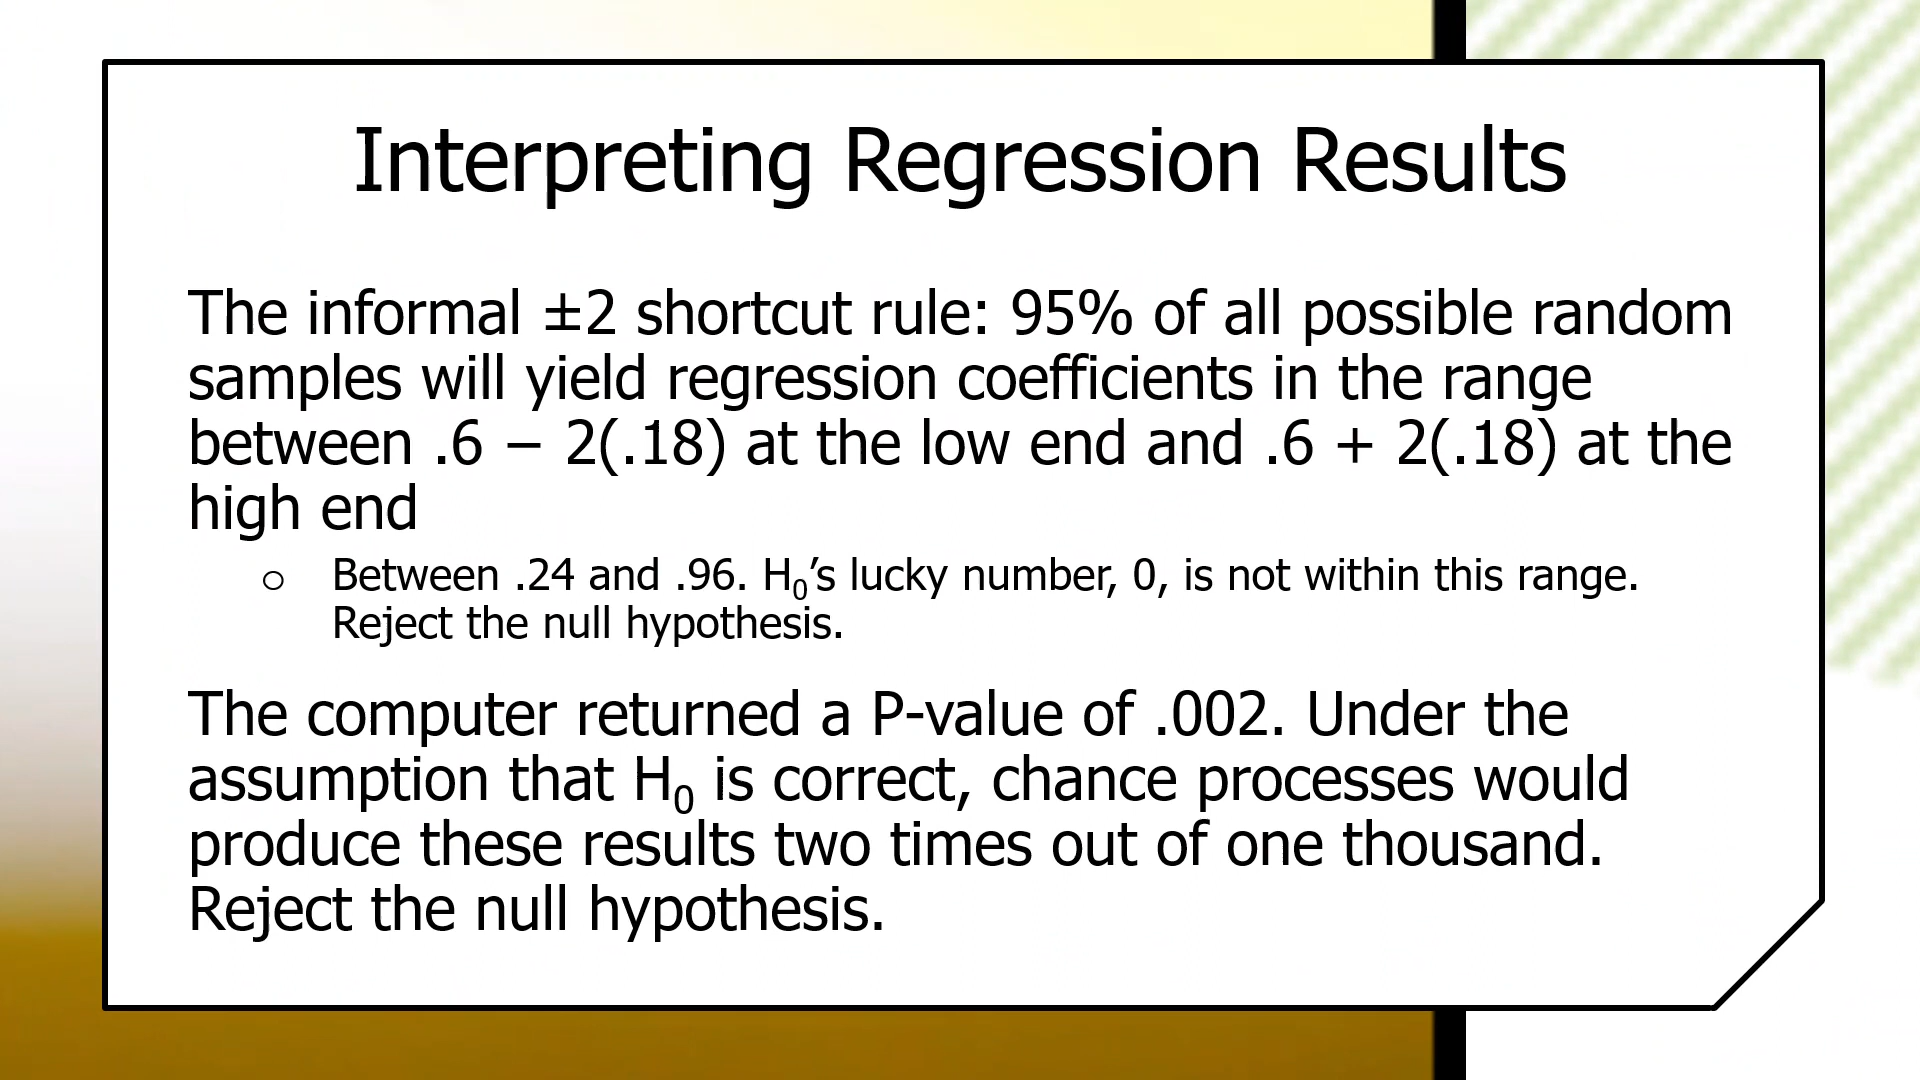 Interpreting Regression Results
The informal ±2 shortcut rule: 95% of all possible random
samples will yield regression coefficients in the range
between .6 − 2(.18) at the low end and .6 + 2(.18) at the
high end
○ Between .24 and .96. H₀’s lucky number, 0, is not within this range.
Reject the null hypothesis.
The computer returned a P-value of .002. Under the
assumption that H₀ is correct, chance processes would
produce these results two times out of one thousand.
Reject the null hypothesis.